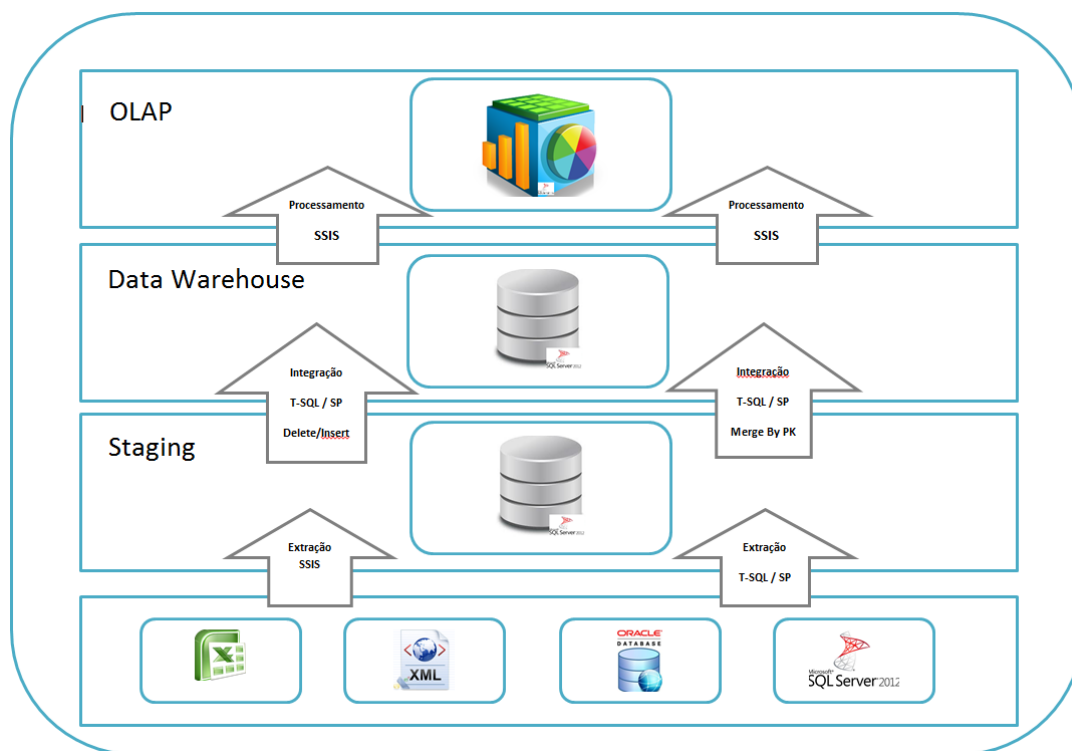 OLAP
Processamento
SSIS
Processamento
SSIS
Data Warehouse
Integração
T-SQL / SP
Delete/Insert
Integração
T-SQL / SP
Merge By PK
SQL Server 2012
Staging
SQL Server 2012
Extração
SSIS
Extração
T-SQL / SP
XML
ORACLE
DATABASE
Microsoft
SQL Server 2012